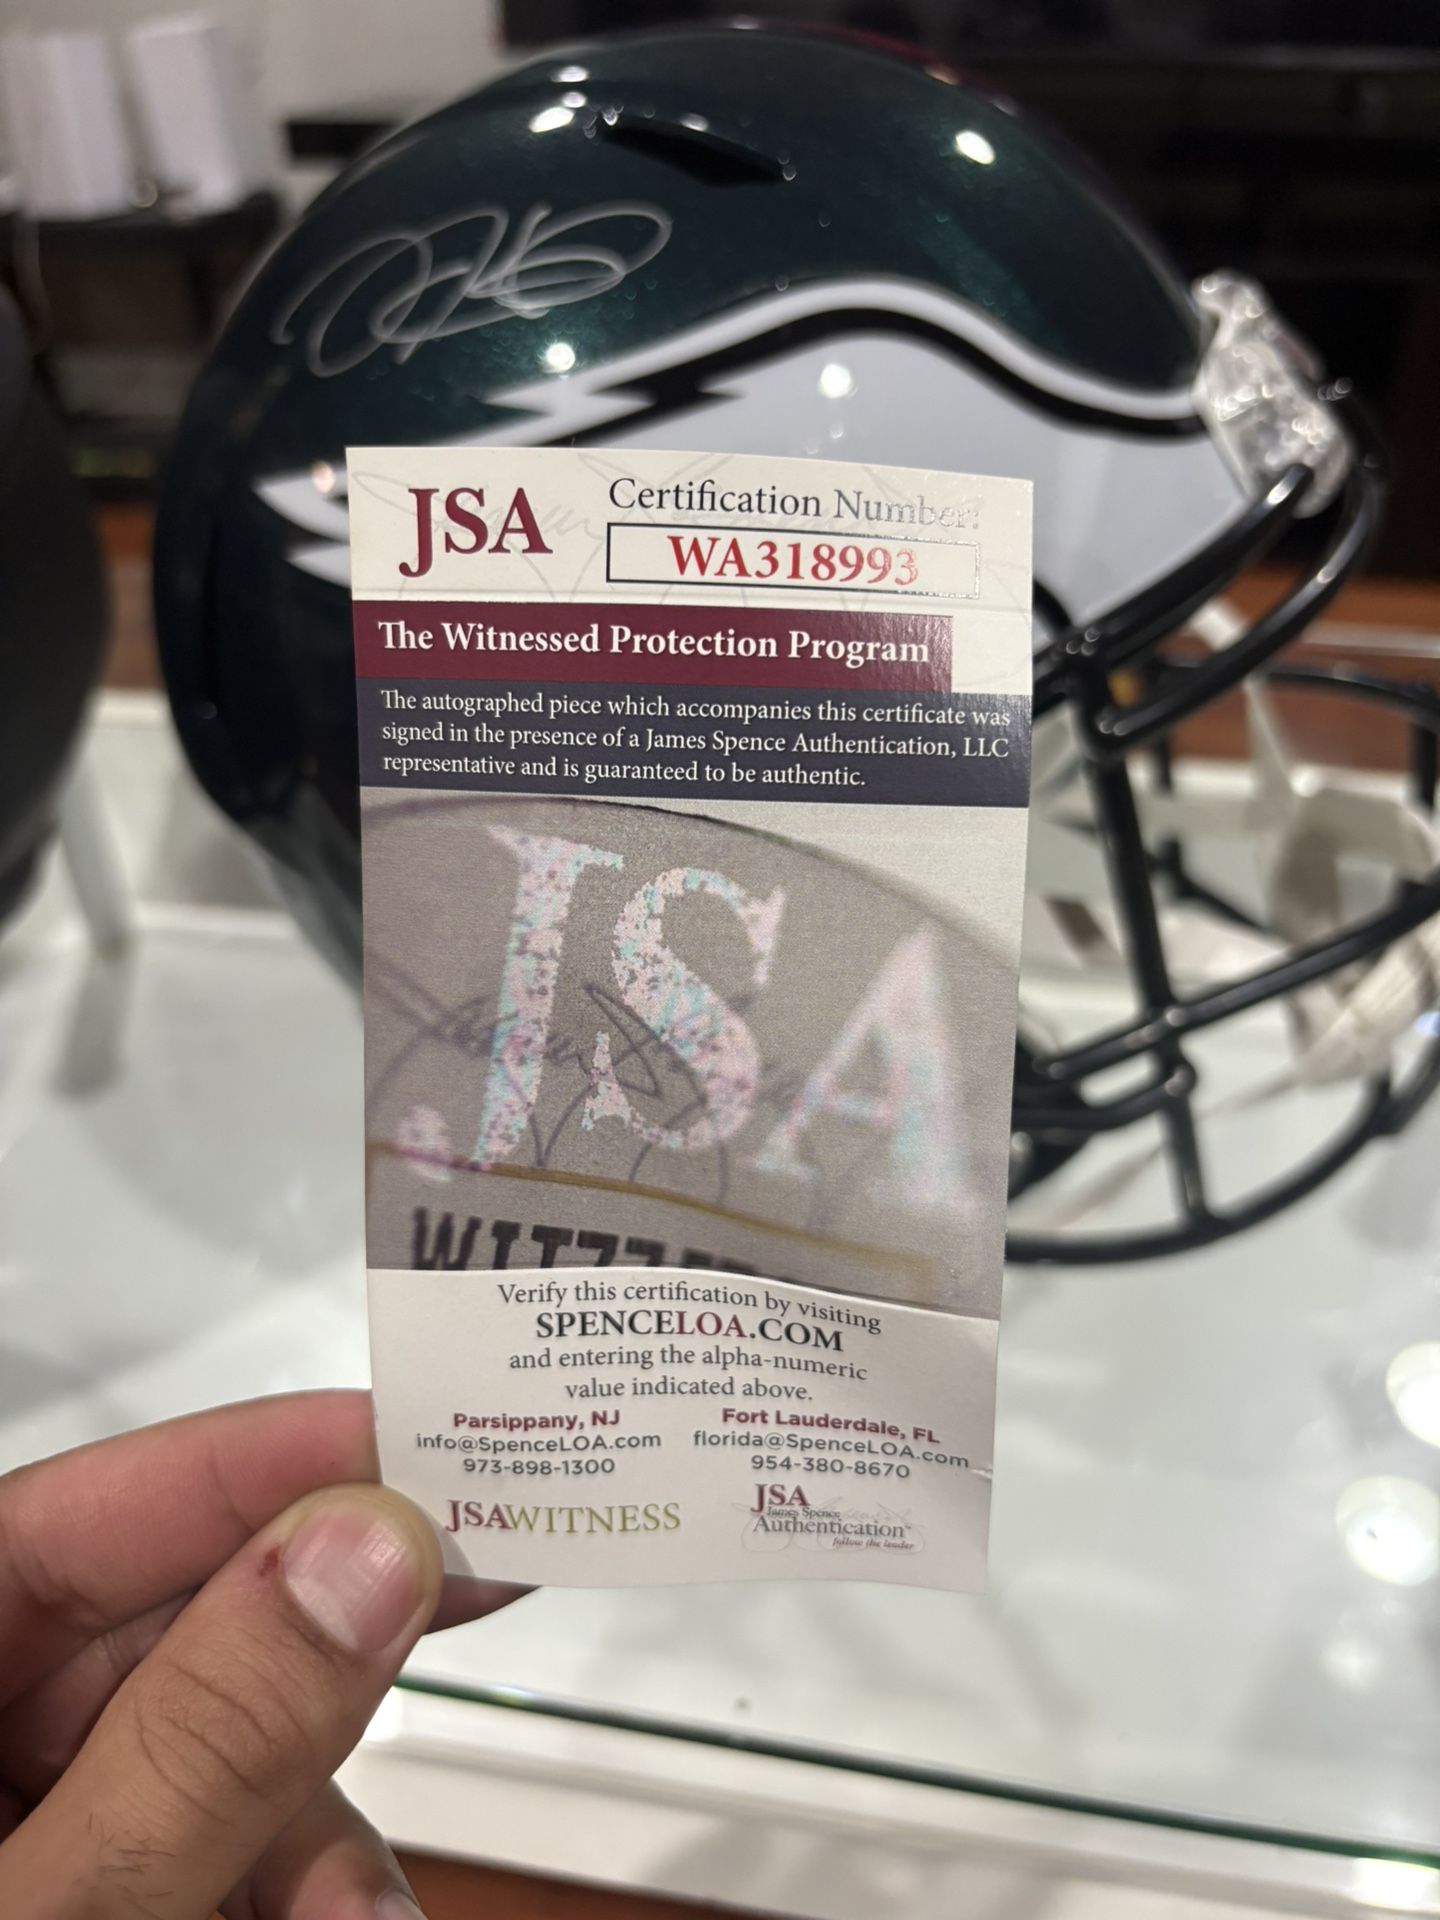 JSA
Certification Number:
WA318993
The Witnessed Protection Program
The autographed piece which accompanies this certificate was
signed in the presence of a James Spence Authentication, LLC
representative and is guaranteed to be authentic.
JSA
Verify this certification by visiting
SPENCELOA.COM
and entering the alpha-numeric
value indicated above.
Parsippany, NJ
info@SpenceLOA.com
973-898-1300
Fort Lauderdale, FL
florida@SpenceLOA.com
954-380-8670
JSAWITNESS
JSA
James Spence
Authentication
follow the leader